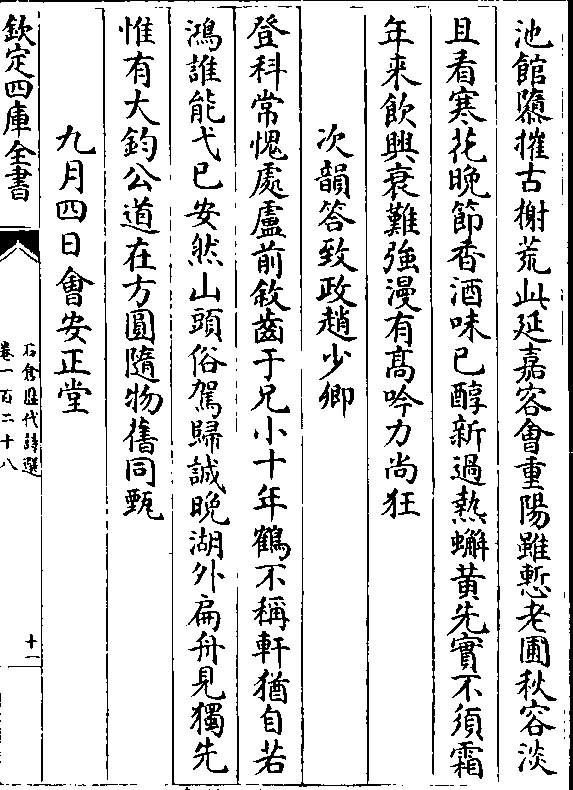 池館隳摧古榭荒此延嘉客會重陽雖慙老圃秋容淡
且看寒花晚節香酒味已醇新過熱蠏黄先實不須霜
年来飲興衰難強漫有髙吟力尚狂
次韻答致政趙少卿
登科常愧處盧前敘齒于兄小十年鶴不稱軒猶自若
鴻誰能弋已安然山頭俗駕歸誠晚湖外扁舟見獨先
惟有大鈞公道在方圓隨物舊同甄
九月四日會安正堂
欽定四庫全書
石倉歴代詩選
卷一百二十八
十一